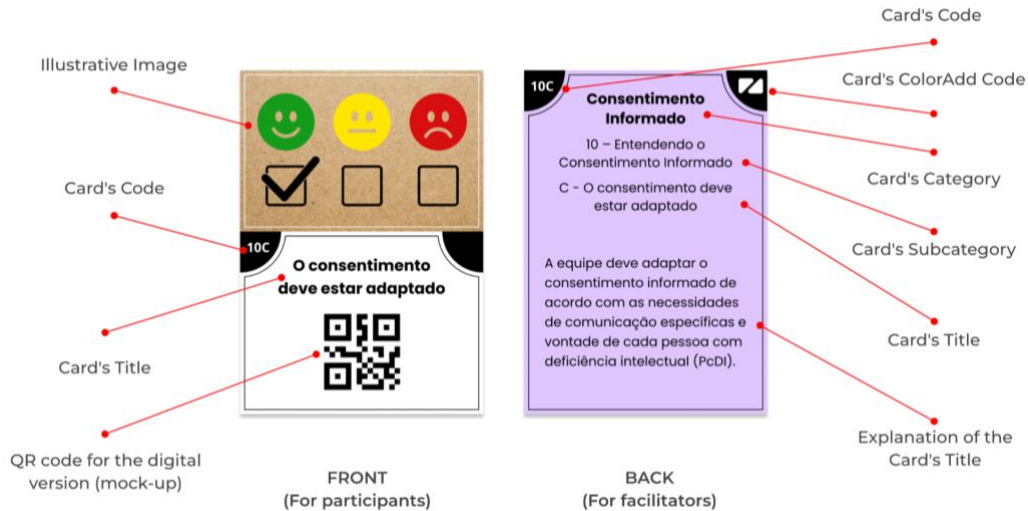 Illustrative Image
Card's Code
Card's Title
QR code for the digital
version (mock-up)
10C
O consentimento
deve estar adaptado
FRONT
(For participants)
10C
Consentimento
Informado
10 – Entendendo o
Consentimento Informado
C - O consentimento deve
estar adaptado
A equipe deve adaptar o
consentimento informado de
acordo com as necessidades
de comunicação específicas e
vontade de cada pessoa com
deficiência intelectual (PcDI).
BACK
(For facilitators)
Card's Code
Card's ColorAdd Code
Card's Category
Card's Subcategory
Card's Title
Explanation of the
Card's Title